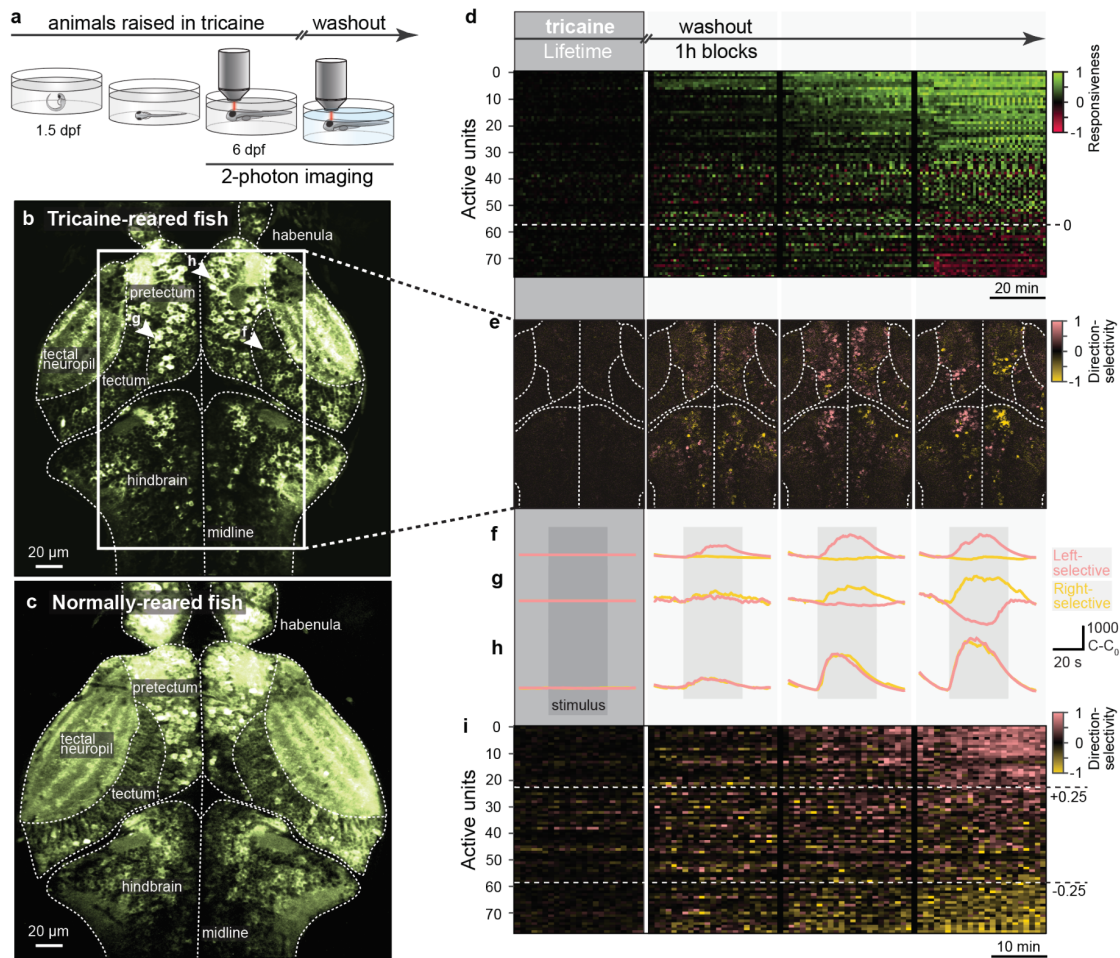 a
animals raised in tricaine
washout
1.5 dpf
6 dpf
2-photon imaging
b Tricaine-reared fish
habenula
h
pretectum
g
f
tectal
neuropil
tectum
hindbrain
midline
20 µm
c Normally-reared fish
habenula
pretectum
tectal
neuropil
tectum
hindbrain
midline
20 µm
d
tricaine
washout
Lifetime
1h blocks
0
10
20
30
40
50
60
70
Active units
1
0
-1
Responsiveness
0
20 min
e
1
0
-1
Direction-
selectivity
f
g
h
stimulus
Left-
selective
Right-
selective
1000
C-C₀
20 s
i
0
10
20
30
40
50
60
70
Active units
1
0
-1
Direction-
selectivity
+0.25
-0.25
10 min